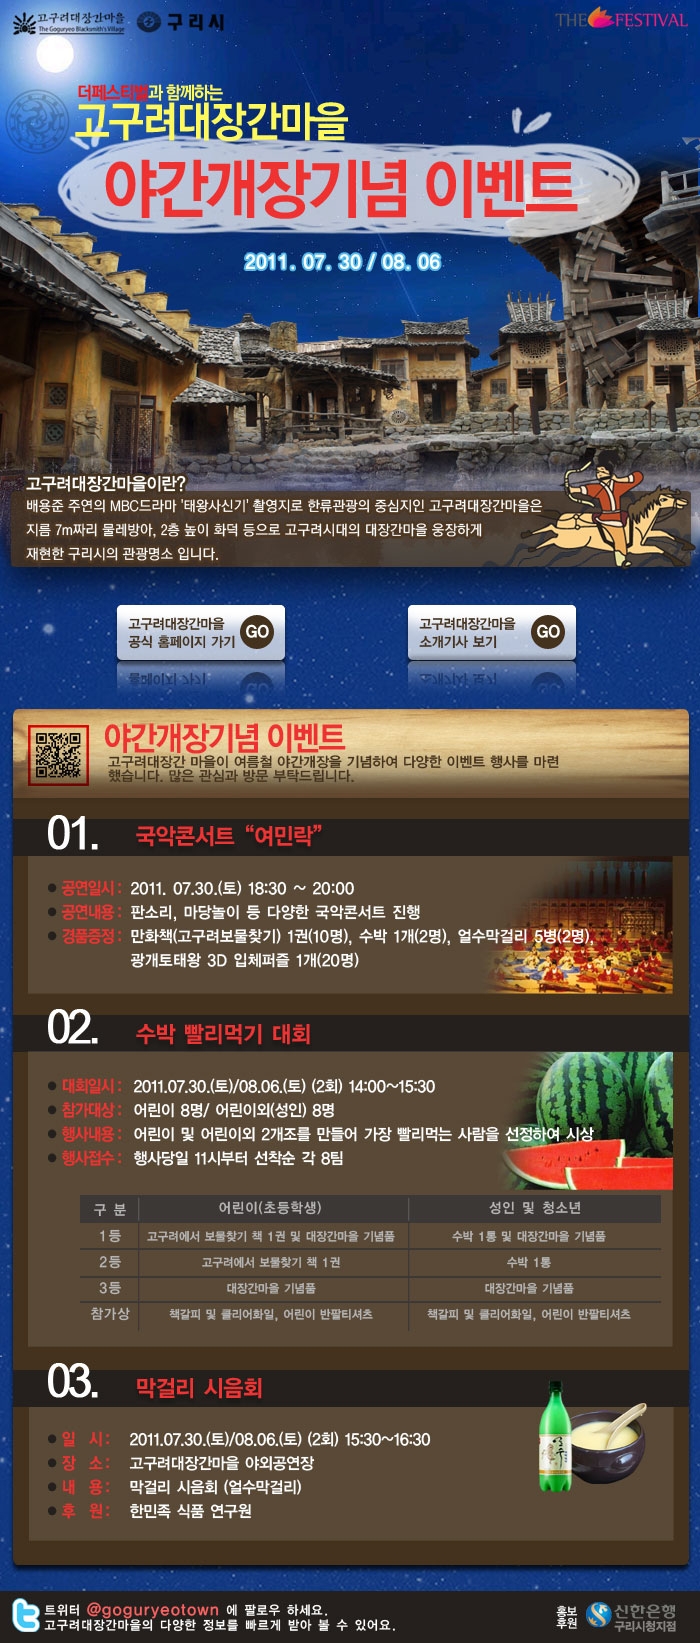 고구려대장간마을
The Goguryeo Blacksmith's Village
구리시
THE FESTIVAL
더페스티벌과 함께하는
고구려대장간마을
야간개장기념 이벤트
2011. 07. 30 / 08. 06
고구려대장간마을이란?
배용준 주연의 MBC드라마 '태왕사신기' 촬영지로 한류관광의 중심지인 고구려대장간마을은
지름 7m짜리 물레방아, 2층 높이 화덕 등으로 고구려시대의 대장간마을 웅장하게
재현한 구리시의 관광명소 입니다.
고구려대장간마을
공식 홈페이지 가기 GO
고구려대장간마을
소개기사 보기 GO
야간개장기념 이벤트
고구려대장간 마을이 여름철 야간개장을 기념하여 다양한 이벤트 행사를 마련
했습니다. 많은 관심과 방문 부탁드립니다.
01. 국악콘서트 “여민락”
공연일시 : 2011. 07.30.(토) 18:30 ~ 20:00
공연내용 : 판소리, 마당놀이 등 다양한 국악콘서트 진행
경품증정 : 만화책(고구려보물찾기) 1권(10명), 수박 1개(2명), 얼수막걸리 5병(2명),
광개토태왕 3D 입체퍼즐 1개(20명)
02. 수박 빨리먹기 대회
대회일시 : 2011.07.30.(토)/08.06.(토) (2회) 14:00~15:30
참가대상 : 어린이 8명/ 어린이외(성인) 8명
행사내용 : 어린이 및 어린이외 2개조를 만들어 가장 빨리먹는 사람을 선정하여 시상
행사접수 : 행사당일 11시부터 선착순 각 8팀
구 분 어린이(초등학생) 성인 및 청소년
1등 고구려에서 보물찾기 책 1권 및 대장간마을 기념품 수박 1통 및 대장간마을 기념품
2등 고구려에서 보물찾기 책 1권 수박 1통
3등 대장간마을 기념품 대장간마을 기념품
참가상 책갈피 및 클리어화일, 어린이 반팔티셔츠 책갈피 및 클리어화일, 어린이 반팔티셔츠
03. 막걸리 시음회
일 시 : 2011.07.30.(토)/08.06.(토) (2회) 15:30~16:30
장 소 : 고구려대장간마을 야외공연장
내 용 : 막걸리 시음회 (얼수막걸리)
후 원 : 한민족 식품 연구원
트위터 @goguryeotown 에 팔로우 하세요.
고구려대장간마을의 다양한 정보를 빠르게 받아 볼 수 있어요.
홍보
후원
신한은행
구리시청지점